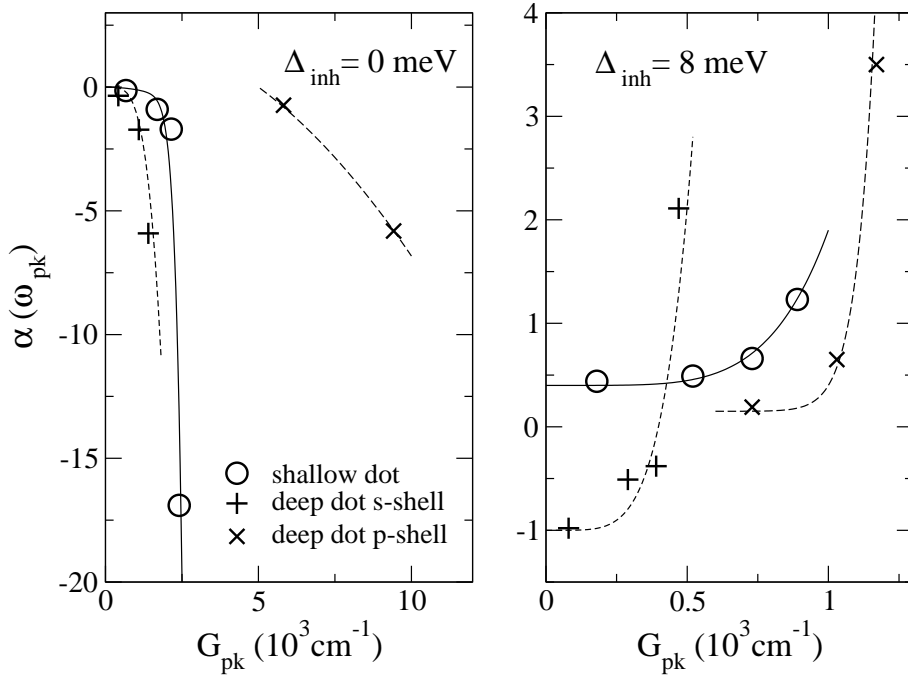 Δinh= 0 meV
Δinh= 8 meV
α (ωpk)
0
-5
-10
-15
-20
shallow dot
deep dot s-shell
deep dot p-shell
0 5 10
Gpk (10³cm⁻¹)
4
3
2
1
0
-1
0 0.5 1
Gpk (10³cm⁻¹)